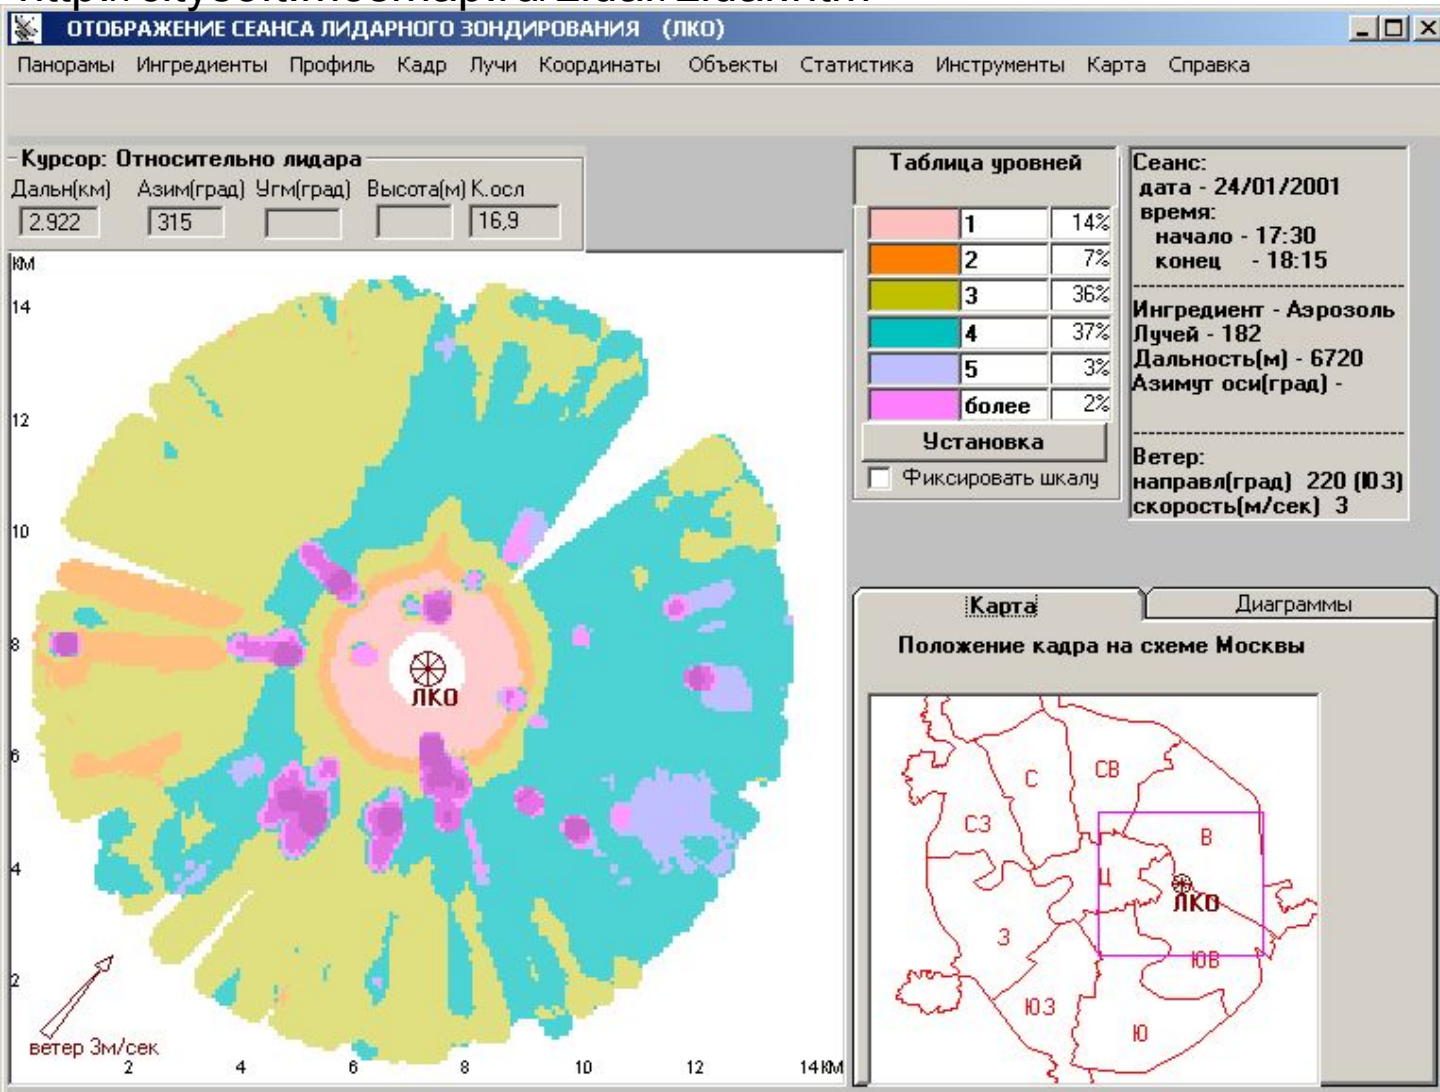 ОТОБРАЖЕНИЕ СЕАНСА ЛИДАРНОГО ЗОНДИРОВАНИЯ (ЛКО)
Панорамы Ингредиенты Профиль Кадр Лучи Координаты Объекты Статистика Инструменты Карта Справка
Курсор: Относительно лидара
Дальн(км) Азим(град) Угм(град) Высота(м) К.осл
2.922 315 16,9
КМ
14
12
10
8
6
4
2
ЛКО
ветер 3м/сек
2 4 6 8 10 12 14 КМ
Таблица уровней
1 14%
2 7%
3 36%
4 37%
5 3%
более 2%
Установка
Фиксировать шкалу
Сеанс:
дата - 24/01/2001
время:
начало - 17:30
конец - 18:15
Ингредиент - Аэрозоль
Лучей - 182
Дальность(м) - 6720
Азимут оси(град) -
Ветер:
направл(град) 220 (ЮЗ)
скорость(м/сек) 3
Карта Диаграммы
Положение кадра на схеме Москвы
С СВ
СЗ В
Ц
ЛКО
З
ЮВ
ЮЗ
Ю